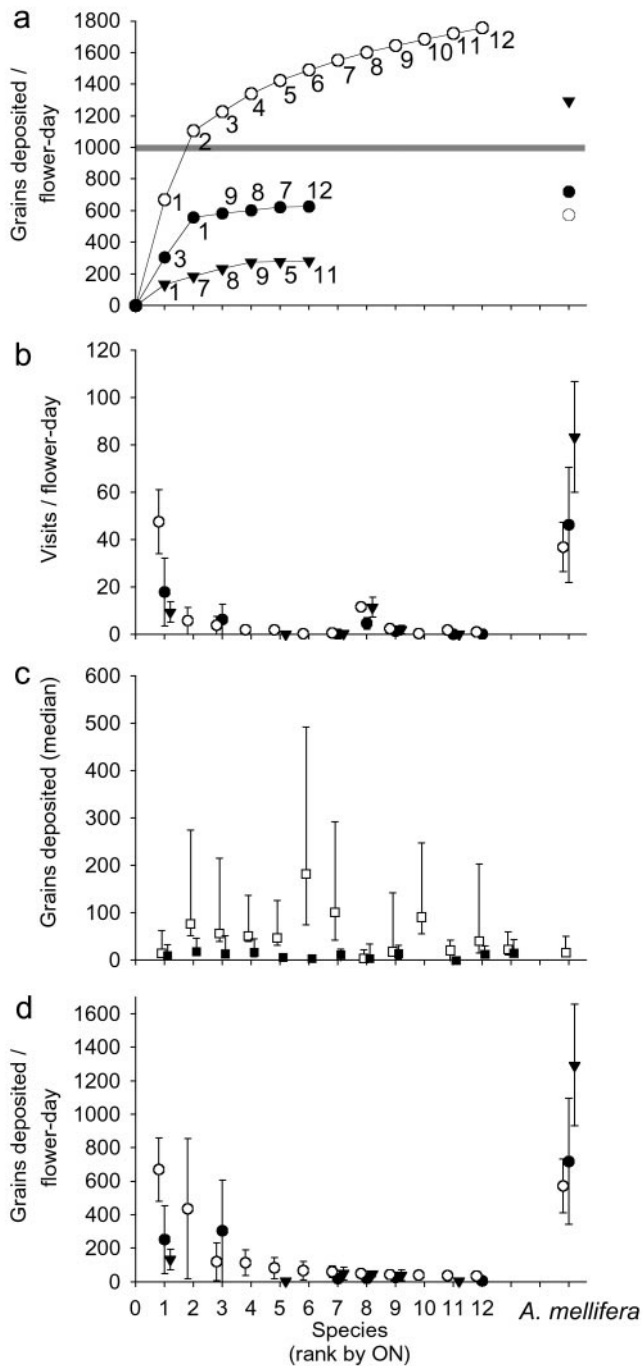 a
Grains deposited /
flower-day
1800
1600
1400
1200
1000
800
600
400
200
0
1 2 3 4 5 6 7 8 9 10 11 12
3 1 9 8 7 12
1 7 8 9 5 11
b
Visits / flower-day
120
100
80
60
40
20
0
c
Grains deposited (median)
600
500
400
300
200
100
0
d
Grains deposited /
flower-day
1600
1400
1200
1000
800
600
400
200
0
0 1 2 3 4 5 6 7 8 9 10 11 12 A. mellifera
Species
(rank by ON)